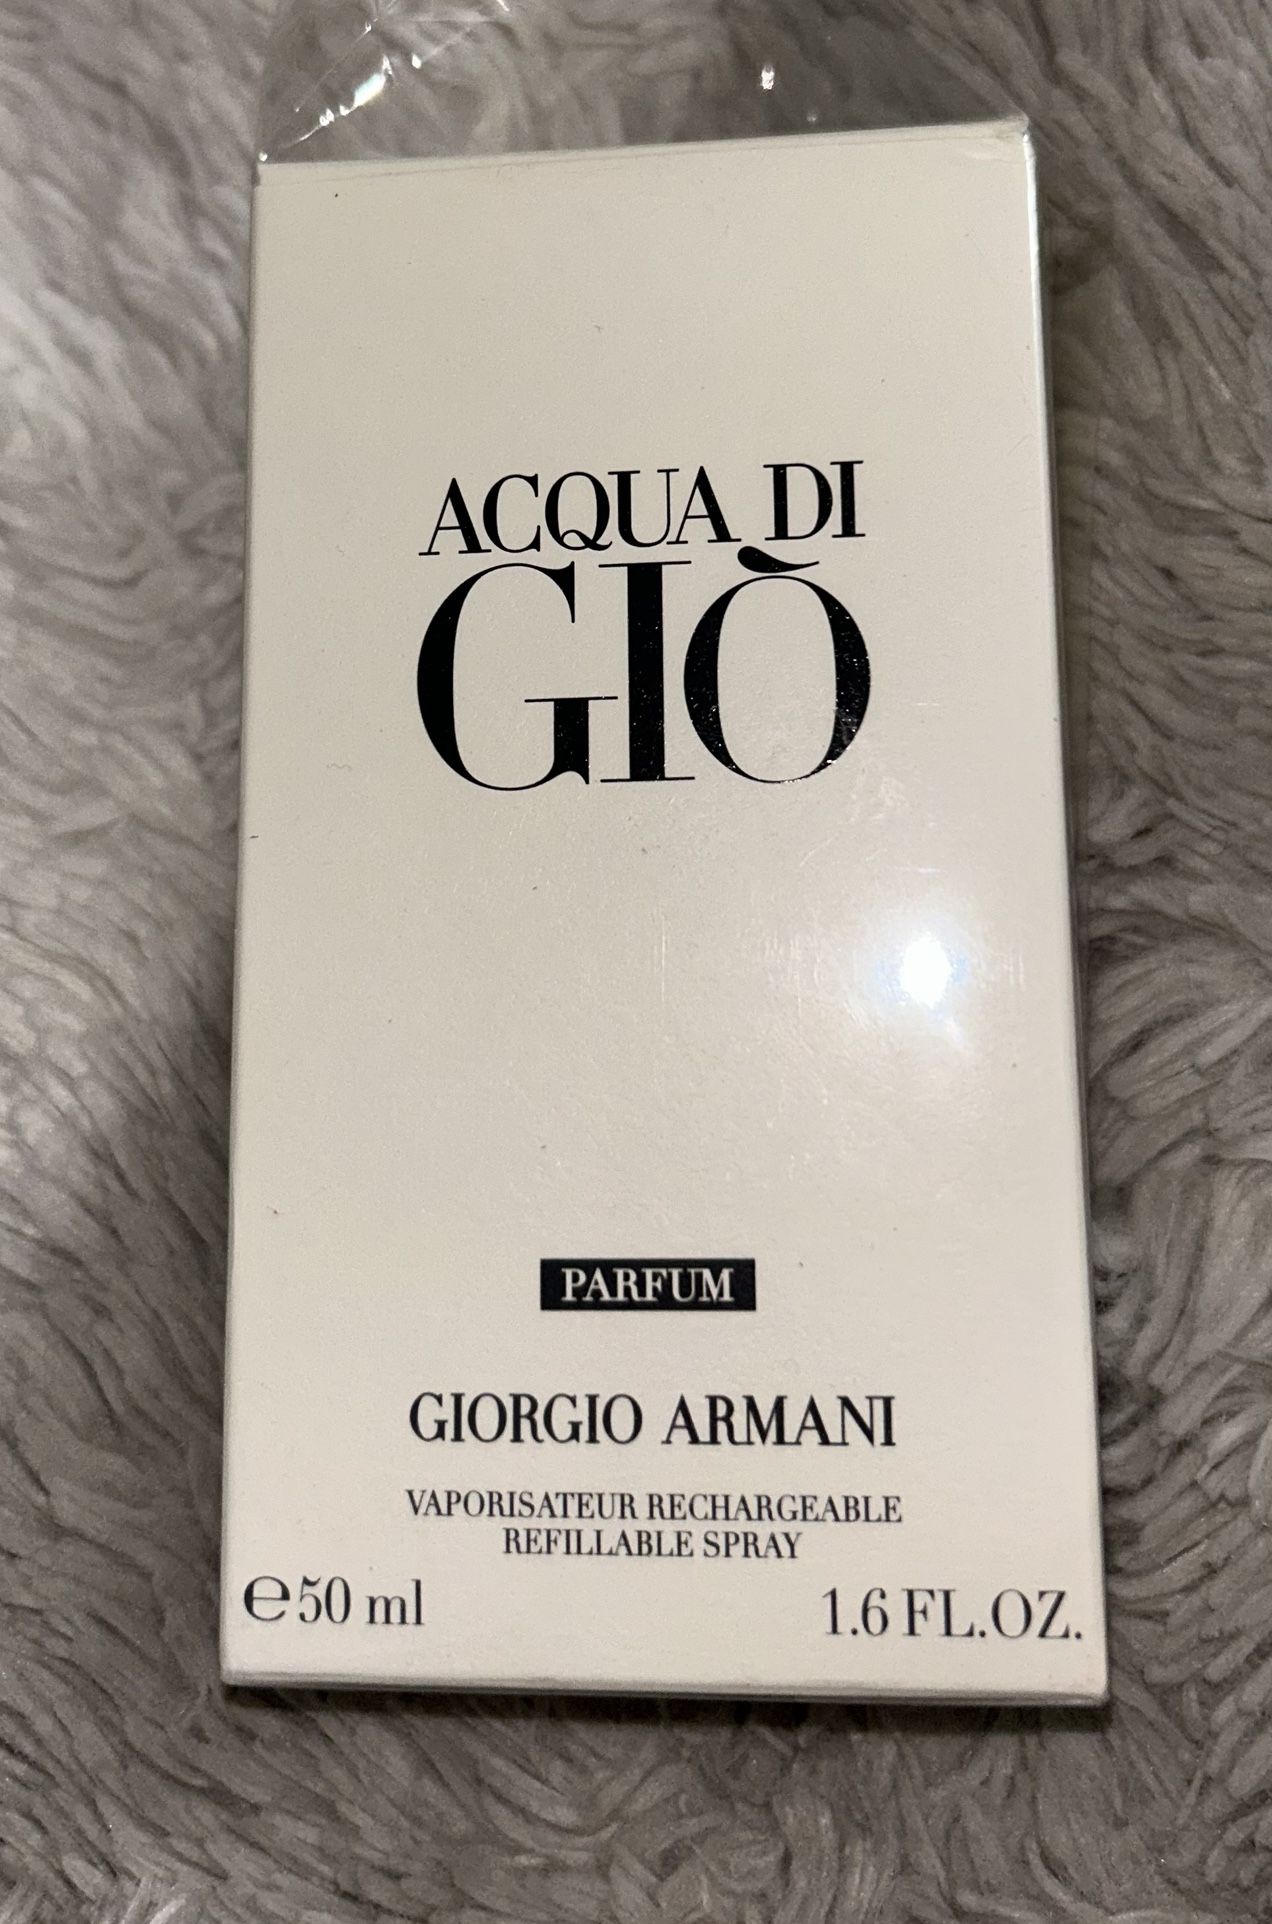 ACQUA DI
GIÒ
PARFUM
GIORGIO ARMANI
VAPORISATEUR RECHARGEABLE
REFILLABLE SPRAY
℮50 ml 1.6 FL.OZ.